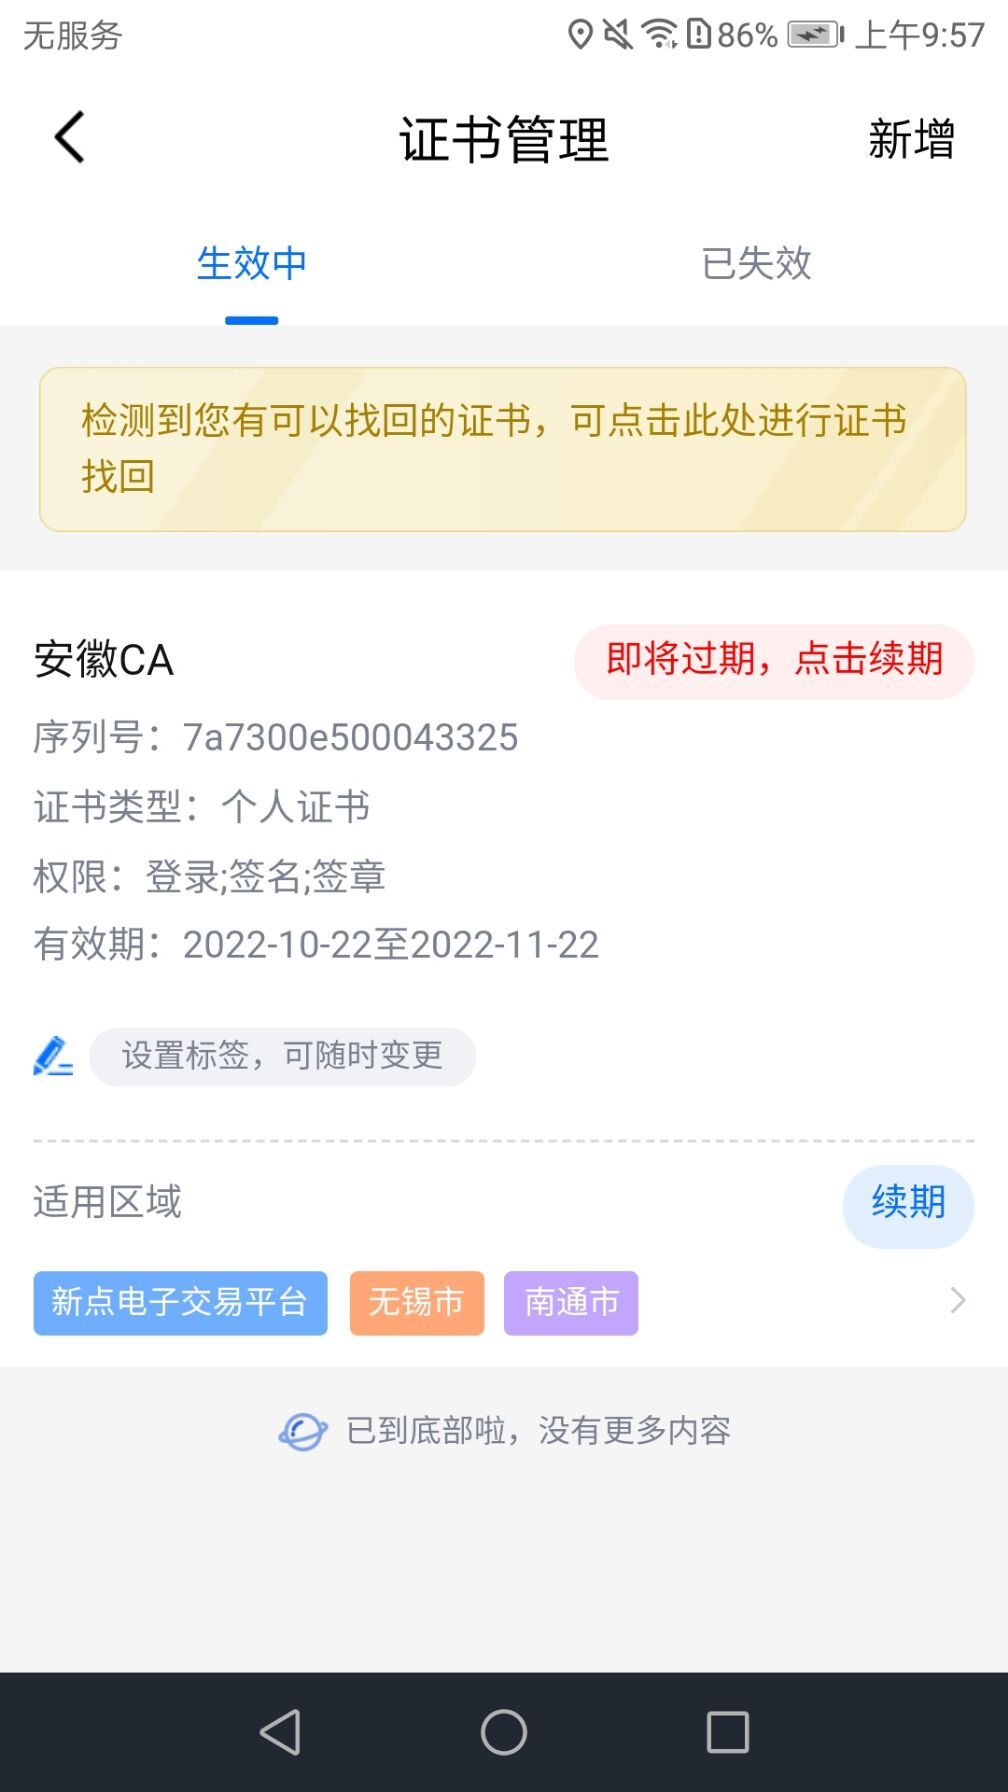 无服务 86% 上午9:57
证书管理 新增
生效中 已失效
检测到您有可以找回的证书，可点击此处进行证书
找回
安徽CA 即将过期，点击续期
序列号：7a7300e500043325
证书类型：个人证书
权限：登录;签名;签章
有效期：2022-10-22至2022-11-22
设置标签，可随时变更
适用区域 续期
新点电子交易平台 无锡市 南通市
已到底部啦，没有更多内容